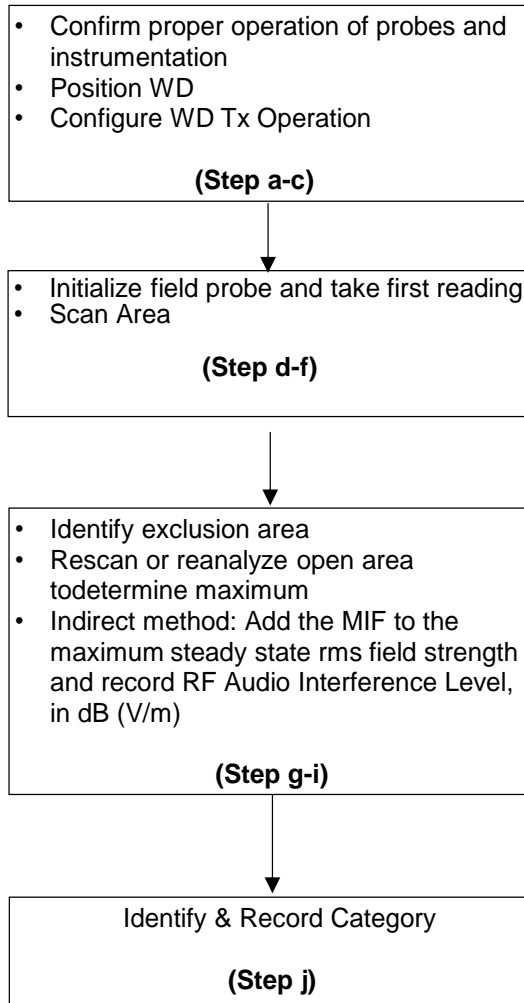 • Confirm proper operation of probes and
instrumentation
• Position WD
• Configure WD Tx Operation
(Step a-c)
• Initialize field probe and take first reading
• Scan Area
(Step d-f)
• Identify exclusion area
• Rescan or reanalyze open area
todetermine maximum
• Indirect method: Add the MIF to the
maximum steady state rms field strength
and record RF Audio Interference Level,
in dB (V/m)
(Step g-i)
Identify & Record Category
(Step j)